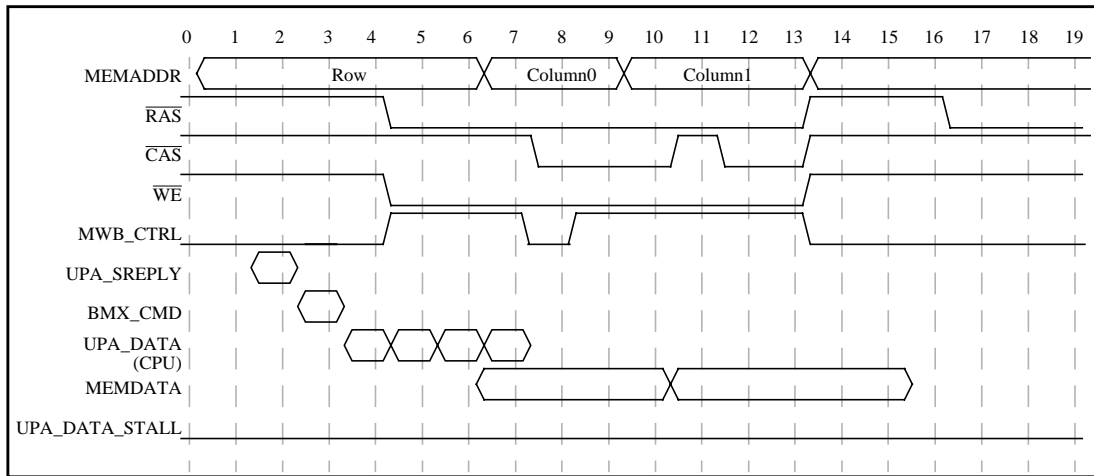 0 1 2 3 4 5 6 7 8 9 10 11 12 13 14 15 16 17 18 19
MEMADDR Row Column0 Column1
RAS
CAS
WE
MWB_CTRL
UPA_SREPLY
BMX_CMD
UPA_DATA
(CPU)
MEMDATA
UPA_DATA_STALL